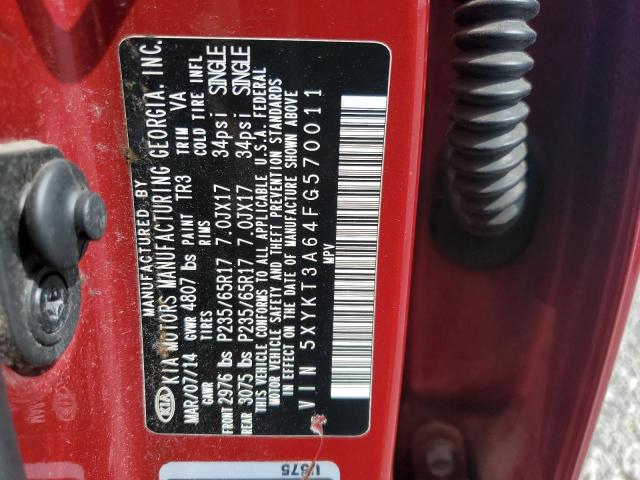 MANUFACTURED BY
KIA KIA MOTORS MANUFACTURING GEORGIA, INC.
MAR/07/14 GVWR 4807 lbs PAINT TR3 TRIM VA
GAWR TIRES RIMS COLD TIRE INFL
FRONT 2976 lbs P235/65R17 7.0JX17 34psi SINGLE
REAR 3075 lbs P235/65R17 7.0JX17 34psi SINGLE
THIS VEHICLE CONFORMS TO ALL APPLICABLE U.S.A. FEDERAL
MOTOR VEHICLE SAFETY AND THEFT PREVENTION STANDARDS
IN EFFECT ON THE DATE OF MANUFACTURE SHOWN ABOVE
VIN 5XYKT3A64FG570011
MPV